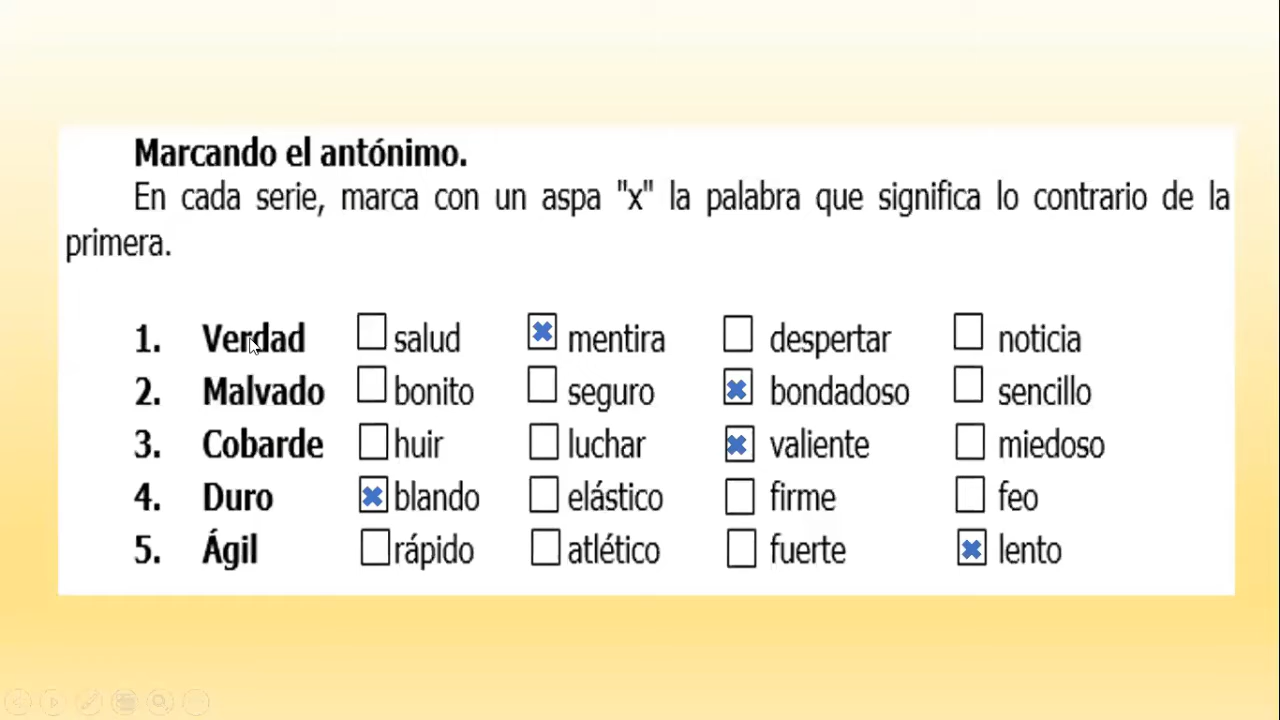 Marcando el antónimo.
En cada serie, marca con un aspa "x" la palabra que significa lo contrario de la
primera.
1. Verdad salud mentira despertar noticia
2. Malvado bonito seguro bondadoso sencillo
3. Cobarde huir luchar valiente miedoso
4. Duro blando elástico firme feo
5. Ágil rápido atlético fuerte lento